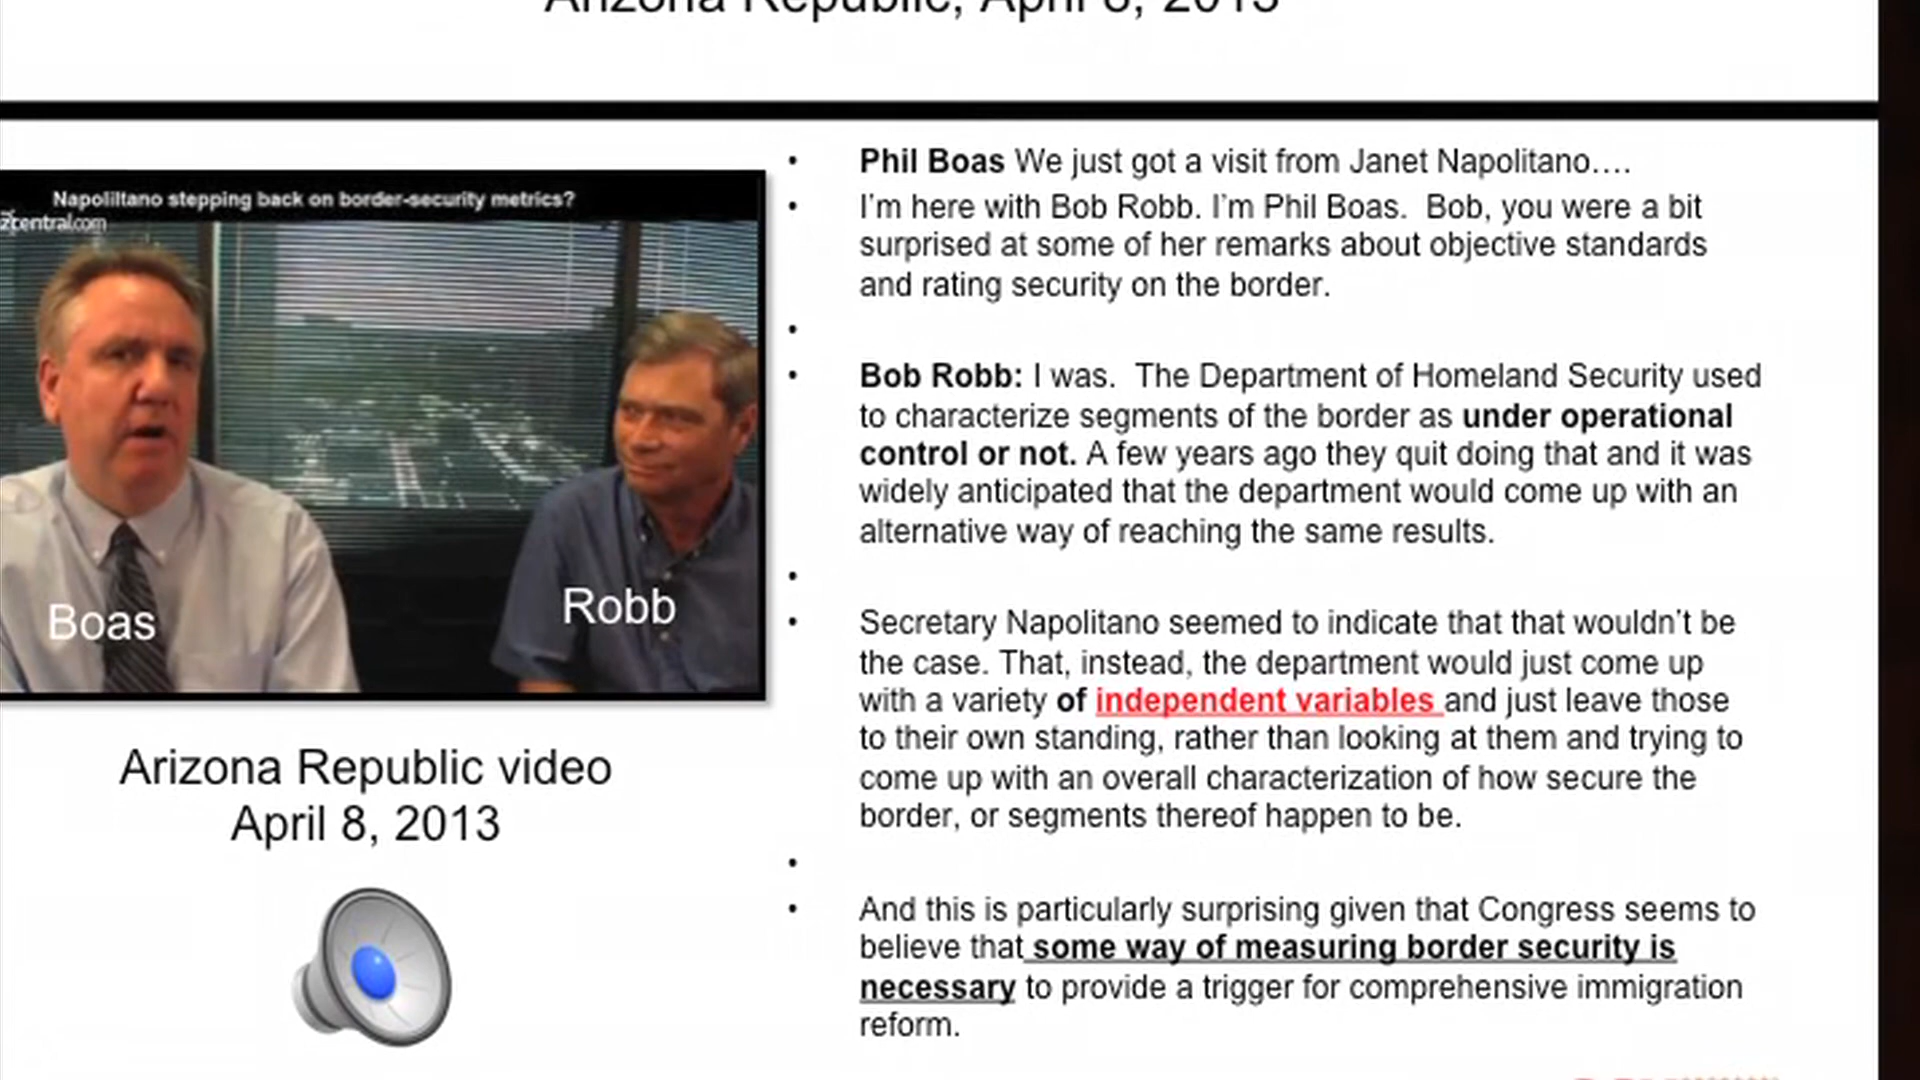 Arizona Republic, April 8, 2013
Napoliltano stepping back on border-security metrics?
zcentral.com
Boas
Robb
Arizona Republic video
April 8, 2013
• Phil Boas We just got a visit from Janet Napolitano….
• I'm here with Bob Robb. I'm Phil Boas.  Bob, you were a bit
surprised at some of her remarks about objective standards
and rating security on the border.
•
• Bob Robb: I was.  The Department of Homeland Security used
to characterize segments of the border as under operational
control or not. A few years ago they quit doing that and it was
widely anticipated that the department would come up with an
alternative way of reaching the same results.
•
• Secretary Napolitano seemed to indicate that that wouldn't be
the case. That, instead, the department would just come up
with a variety of independent variables and just leave those
to their own standing, rather than looking at them and trying to
come up with an overall characterization of how secure the
border, or segments thereof happen to be.
•
• And this is particularly surprising given that Congress seems to
believe that some way of measuring border security is
necessary to provide a trigger for comprehensive immigration
reform.